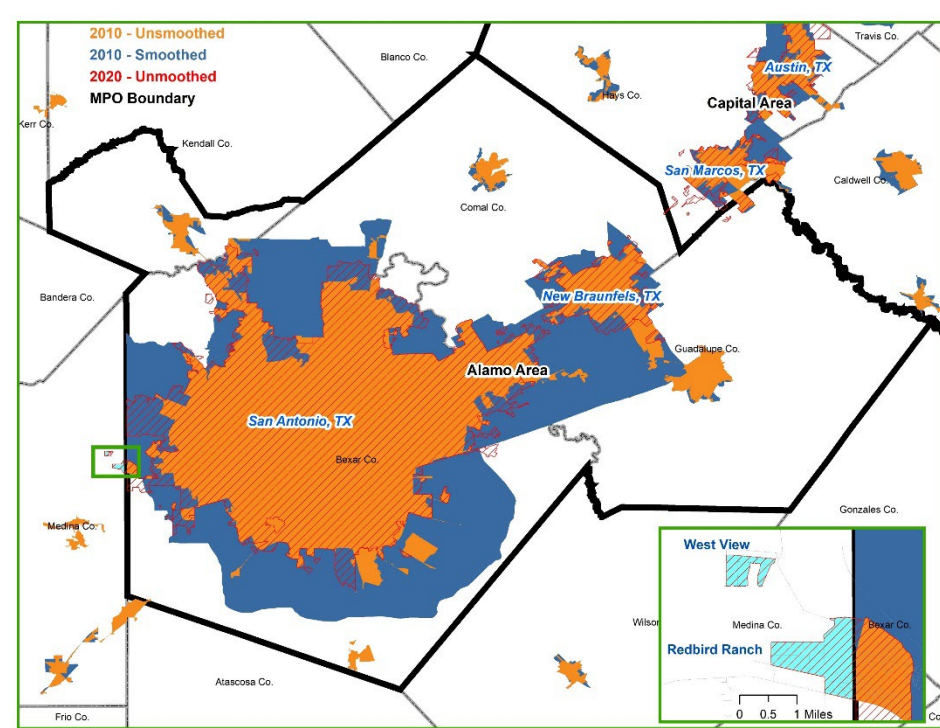 2010 - Unsmoothed
2010 - Smoothed
2020 - Unmoothed
MPO Boundary
Blanco Co.
Travis Co.
Austin, TX
Hays Co.
Capital Area
Kerr Co.
Kendall Co.
San Marcos, TX
Caldwell Co.
Comal Co.
Bandera Co.
New Braunfels, TX
Guadalupe Co.
Alamo Area
San Antonio, TX
Bexar Co.
Medina Co.
Gonzales Co.
West View
Wilson
Medina Co.
Bexar Co.
Redbird Ranch
Atascosa Co.
0 0.5 1 Miles
Frio Co.
Co.